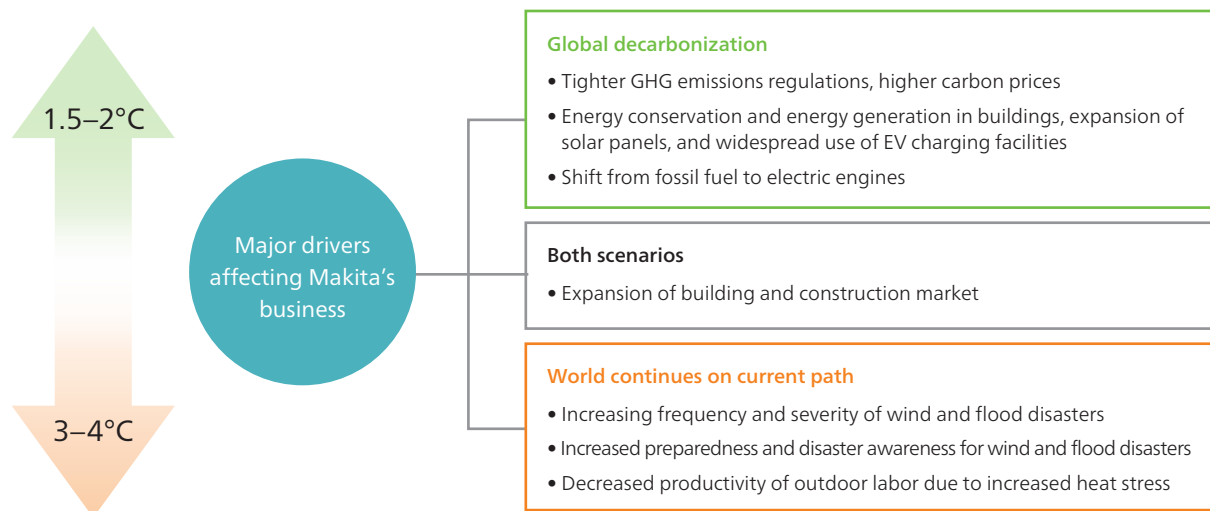 1.5–2°C
3–4°C
Major drivers
affecting Makita’s
business
Global decarbonization
• Tighter GHG emissions regulations, higher carbon prices
• Energy conservation and energy generation in buildings, expansion of
solar panels, and widespread use of EV charging facilities
• Shift from fossil fuel to electric engines
Both scenarios
• Expansion of building and construction market
World continues on current path
• Increasing frequency and severity of wind and flood disasters
• Increased preparedness and disaster awareness for wind and flood disasters
• Decreased productivity of outdoor labor due to increased heat stress